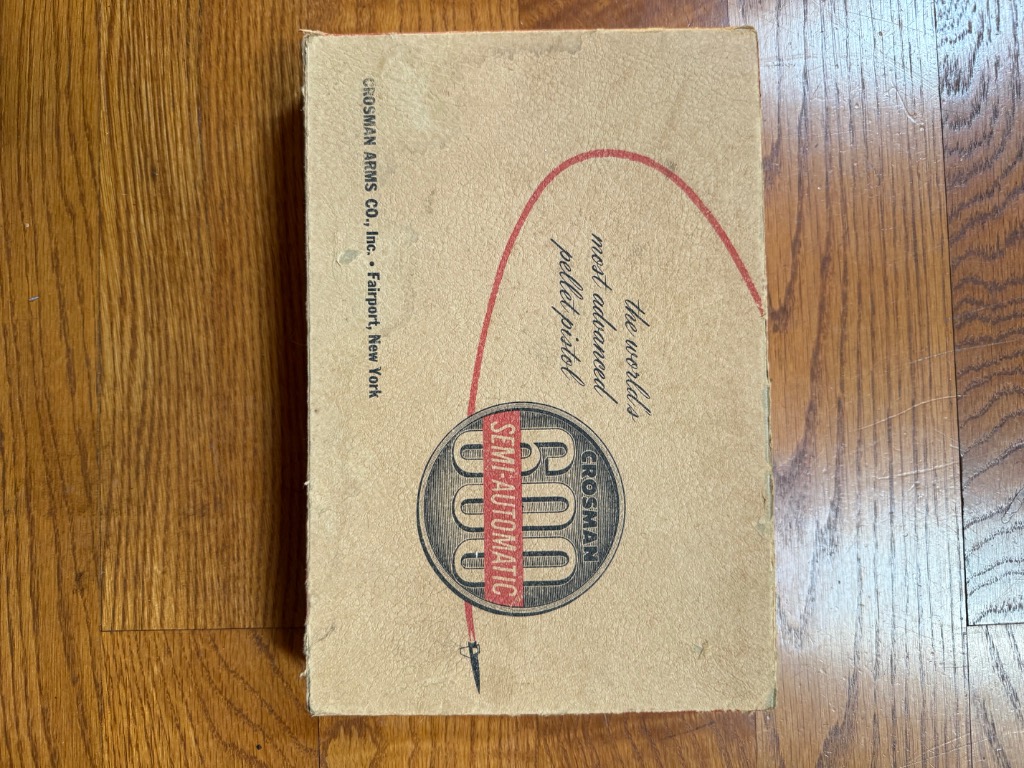 the world's
most advanced
pellet pistol
CROSMAN
600
SEMI-AUTOMATIC
CROSMAN ARMS CO., Inc. • Fairport, New York